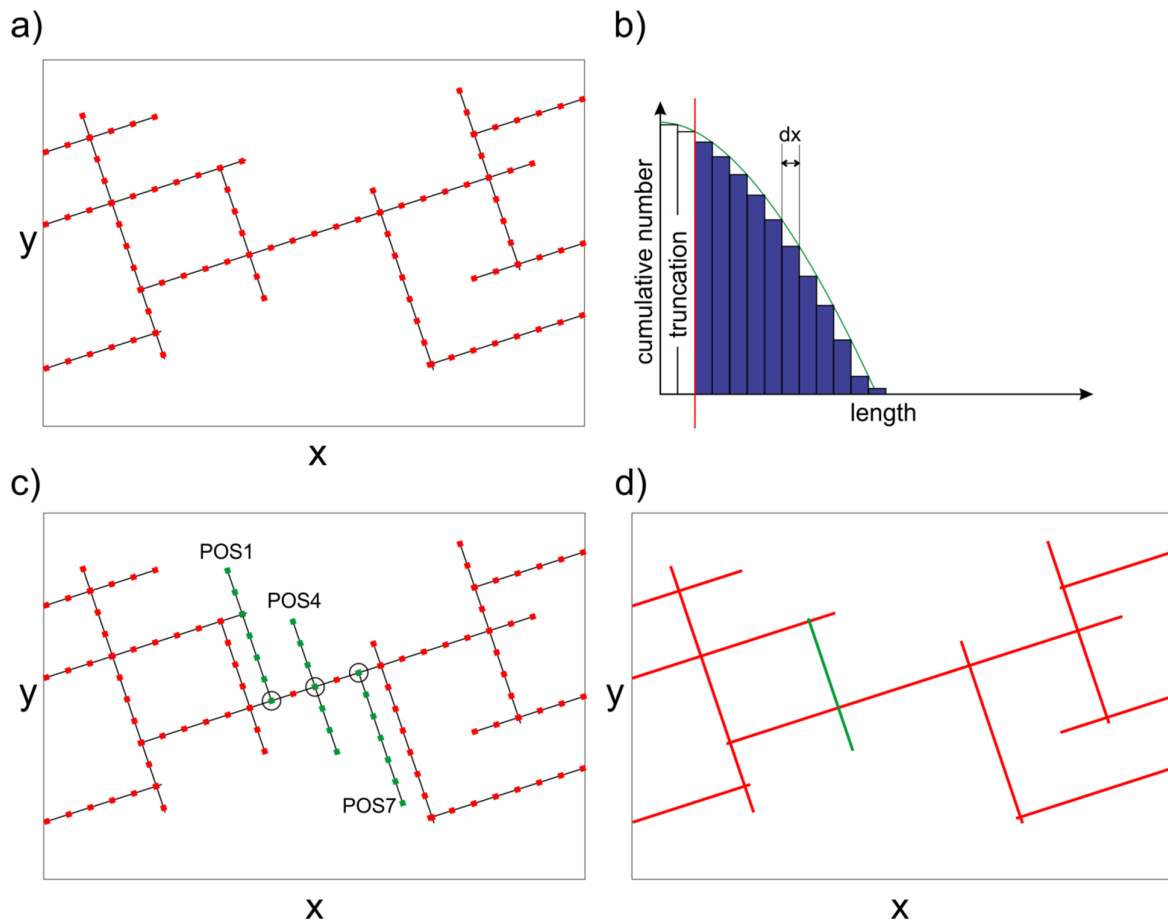 a)
y
x
b)
cumulative number
truncation
dx
length
c)
POS1
POS4
POS7
y
x
d)
y
x